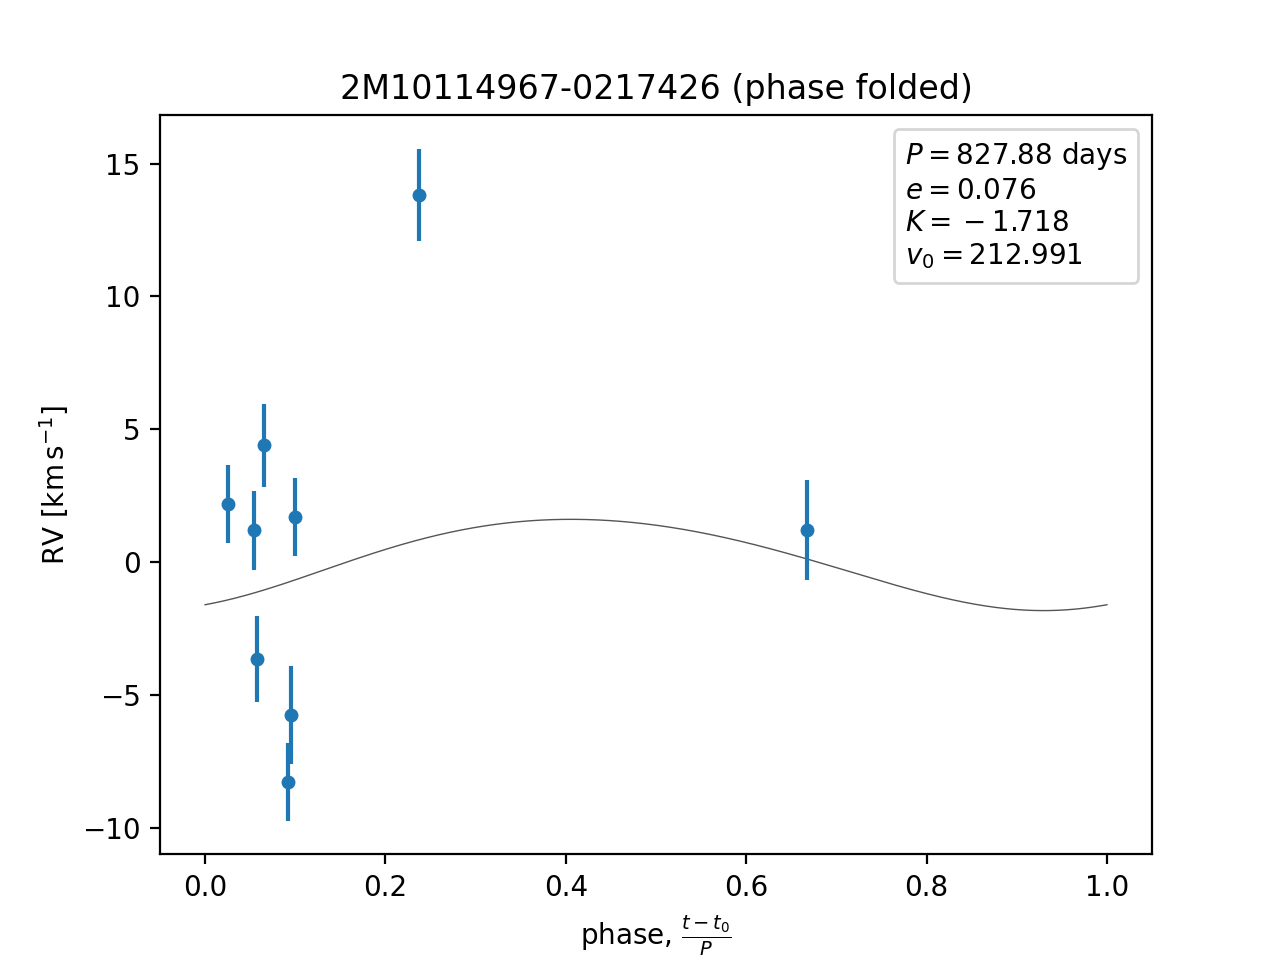 2M10114967-0217426 (phase folded)
P = 827.88 days
e = 0.076
K = −1.718
v₀ = 212.991
15
10
5
0
−5
−10
RV [km s⁻¹]
0.0 0.2 0.4 0.6 0.8 1.0
phase, (t − t₀)/P